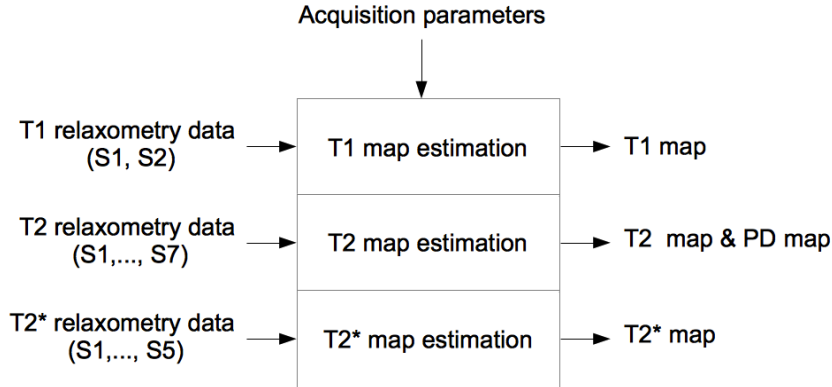 Acquisition parameters
T1 relaxometry data
(S1, S2)
T1 map estimation
T1 map
T2 relaxometry data
(S1,..., S7)
T2 map estimation
T2 map & PD map
T2* relaxometry data
(S1,..., S5)
T2* map estimation
T2* map